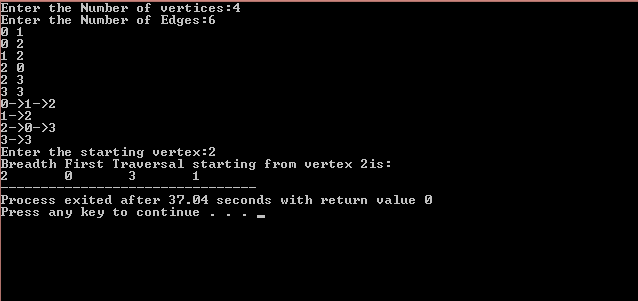 Enter the Number of vertices:4
Enter the Number of Edges:6
0 1
0 2
1 2
2 0
2 3
3 3
0->1->2
1->2
2->0->3
3->3
Enter the starting vertex:2
Breadth First Traversal starting from vertex 2is:
2       0       3       1
--------------------------------
Process exited after 37.04 seconds with return value 0
Press any key to continue . . . _